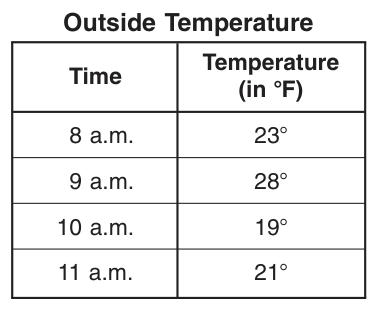 Outside Temperature
Time
Temperature
(in °F)
8 a.m. 23°
9 a.m. 28°
10 a.m. 19°
11 a.m. 21°